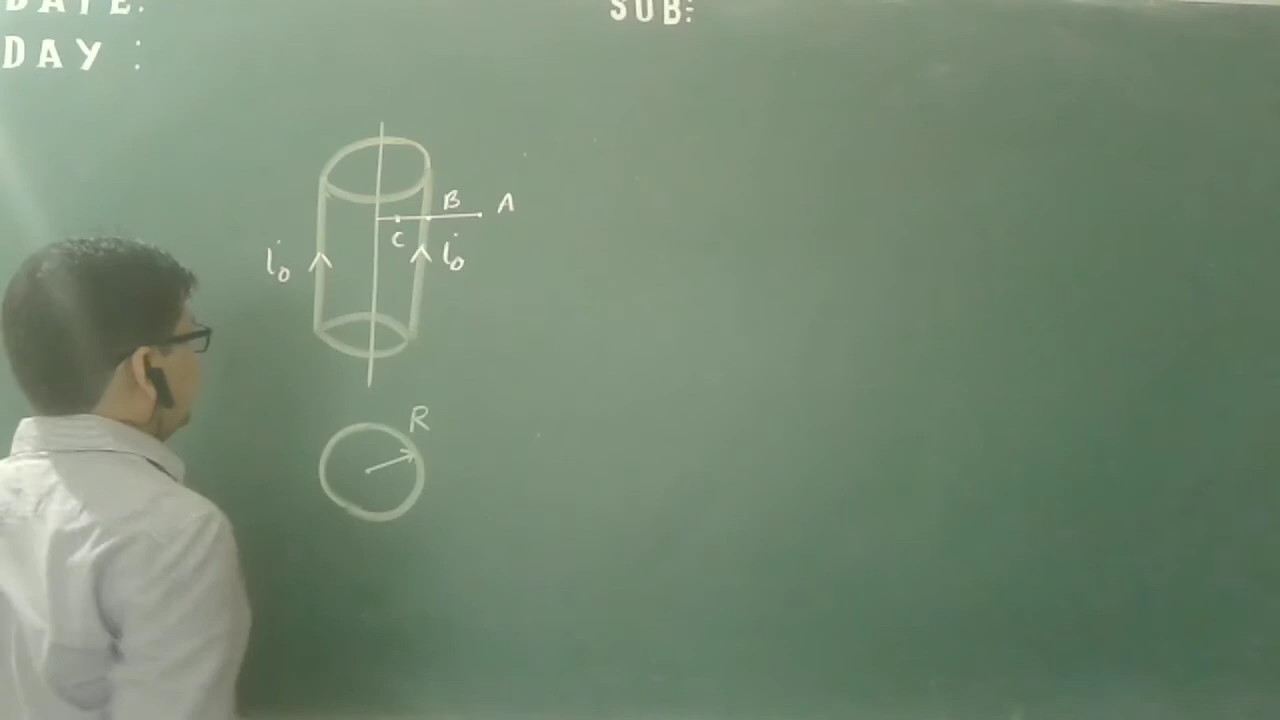 DATE:
SUB:
DAY :
B A
C
i₀ i₀
R